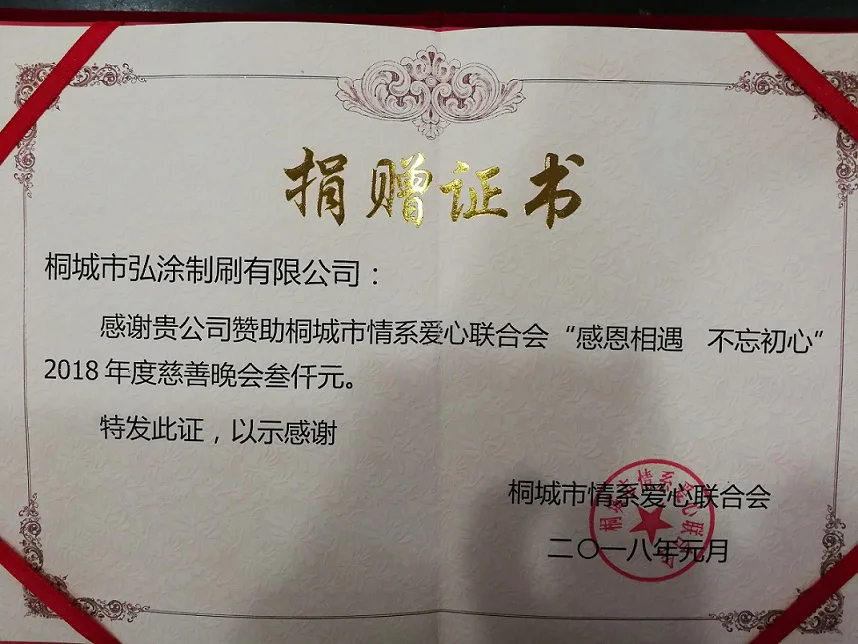 捐赠证书
桐城市弘涂制刷有限公司：
感谢贵公司赞助桐城市情系爱心联合会“感恩相遇 不忘初心”
2018年度慈善晚会叁仟元。
特发此证，以示感谢
桐城市情系爱心联合会
二〇一八年元月